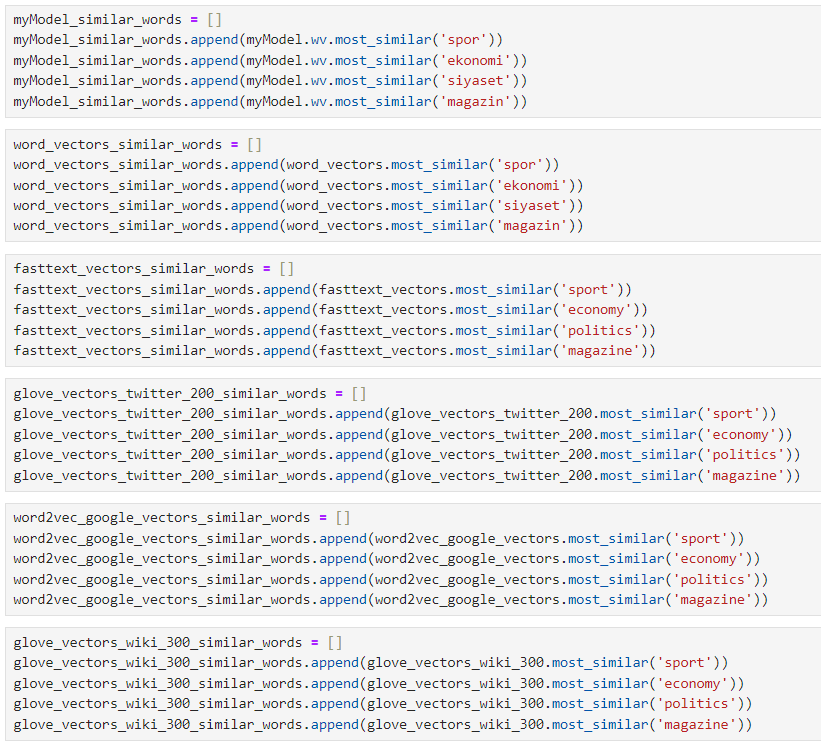 myModel_similar_words = []
myModel_similar_words.append(myModel.wv.most_similar('spor'))
myModel_similar_words.append(myModel.wv.most_similar('ekonomi'))
myModel_similar_words.append(myModel.wv.most_similar('siyaset'))
myModel_similar_words.append(myModel.wv.most_similar('magazin'))
word_vectors_similar_words = []
word_vectors_similar_words.append(word_vectors.most_similar('spor'))
word_vectors_similar_words.append(word_vectors.most_similar('ekonomi'))
word_vectors_similar_words.append(word_vectors.most_similar('siyaset'))
word_vectors_similar_words.append(word_vectors.most_similar('magazin'))
fasttext_vectors_similar_words = []
fasttext_vectors_similar_words.append(fasttext_vectors.most_similar('sport'))
fasttext_vectors_similar_words.append(fasttext_vectors.most_similar('economy'))
fasttext_vectors_similar_words.append(fasttext_vectors.most_similar('politics'))
fasttext_vectors_similar_words.append(fasttext_vectors.most_similar('magazine'))
glove_vectors_twitter_200_similar_words = []
glove_vectors_twitter_200_similar_words.append(glove_vectors_twitter_200.most_similar('sport'))
glove_vectors_twitter_200_similar_words.append(glove_vectors_twitter_200.most_similar('economy'))
glove_vectors_twitter_200_similar_words.append(glove_vectors_twitter_200.most_similar('politics'))
glove_vectors_twitter_200_similar_words.append(glove_vectors_twitter_200.most_similar('magazine'))
word2vec_google_vectors_similar_words = []
word2vec_google_vectors_similar_words.append(word2vec_google_vectors.most_similar('sport'))
word2vec_google_vectors_similar_words.append(word2vec_google_vectors.most_similar('economy'))
word2vec_google_vectors_similar_words.append(word2vec_google_vectors.most_similar('politics'))
word2vec_google_vectors_similar_words.append(word2vec_google_vectors.most_similar('magazine'))
glove_vectors_wiki_300_similar_words = []
glove_vectors_wiki_300_similar_words.append(glove_vectors_wiki_300.most_similar('sport'))
glove_vectors_wiki_300_similar_words.append(glove_vectors_wiki_300.most_similar('economy'))
glove_vectors_wiki_300_similar_words.append(glove_vectors_wiki_300.most_similar('politics'))
glove_vectors_wiki_300_similar_words.append(glove_vectors_wiki_300.most_similar('magazine'))